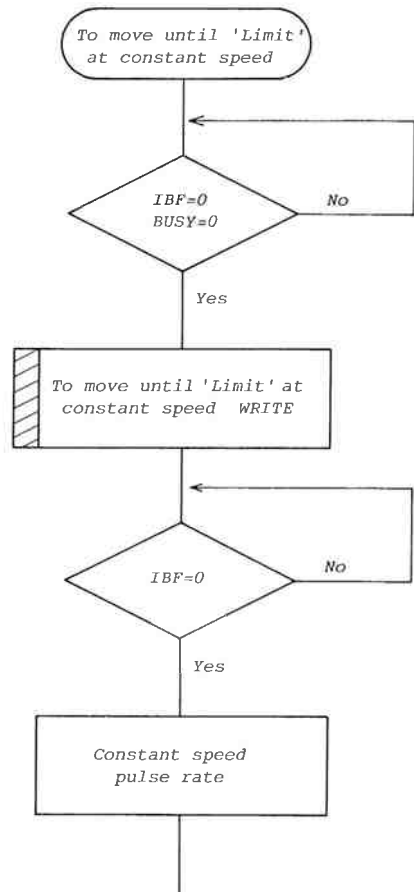 To move until 'Limit'
at constant speed
IBF=0
BUSY=0
No
Yes
To move until 'Limit' at
constant speed WRITE
IBF=0
No
Yes
Constant speed
pulse rate